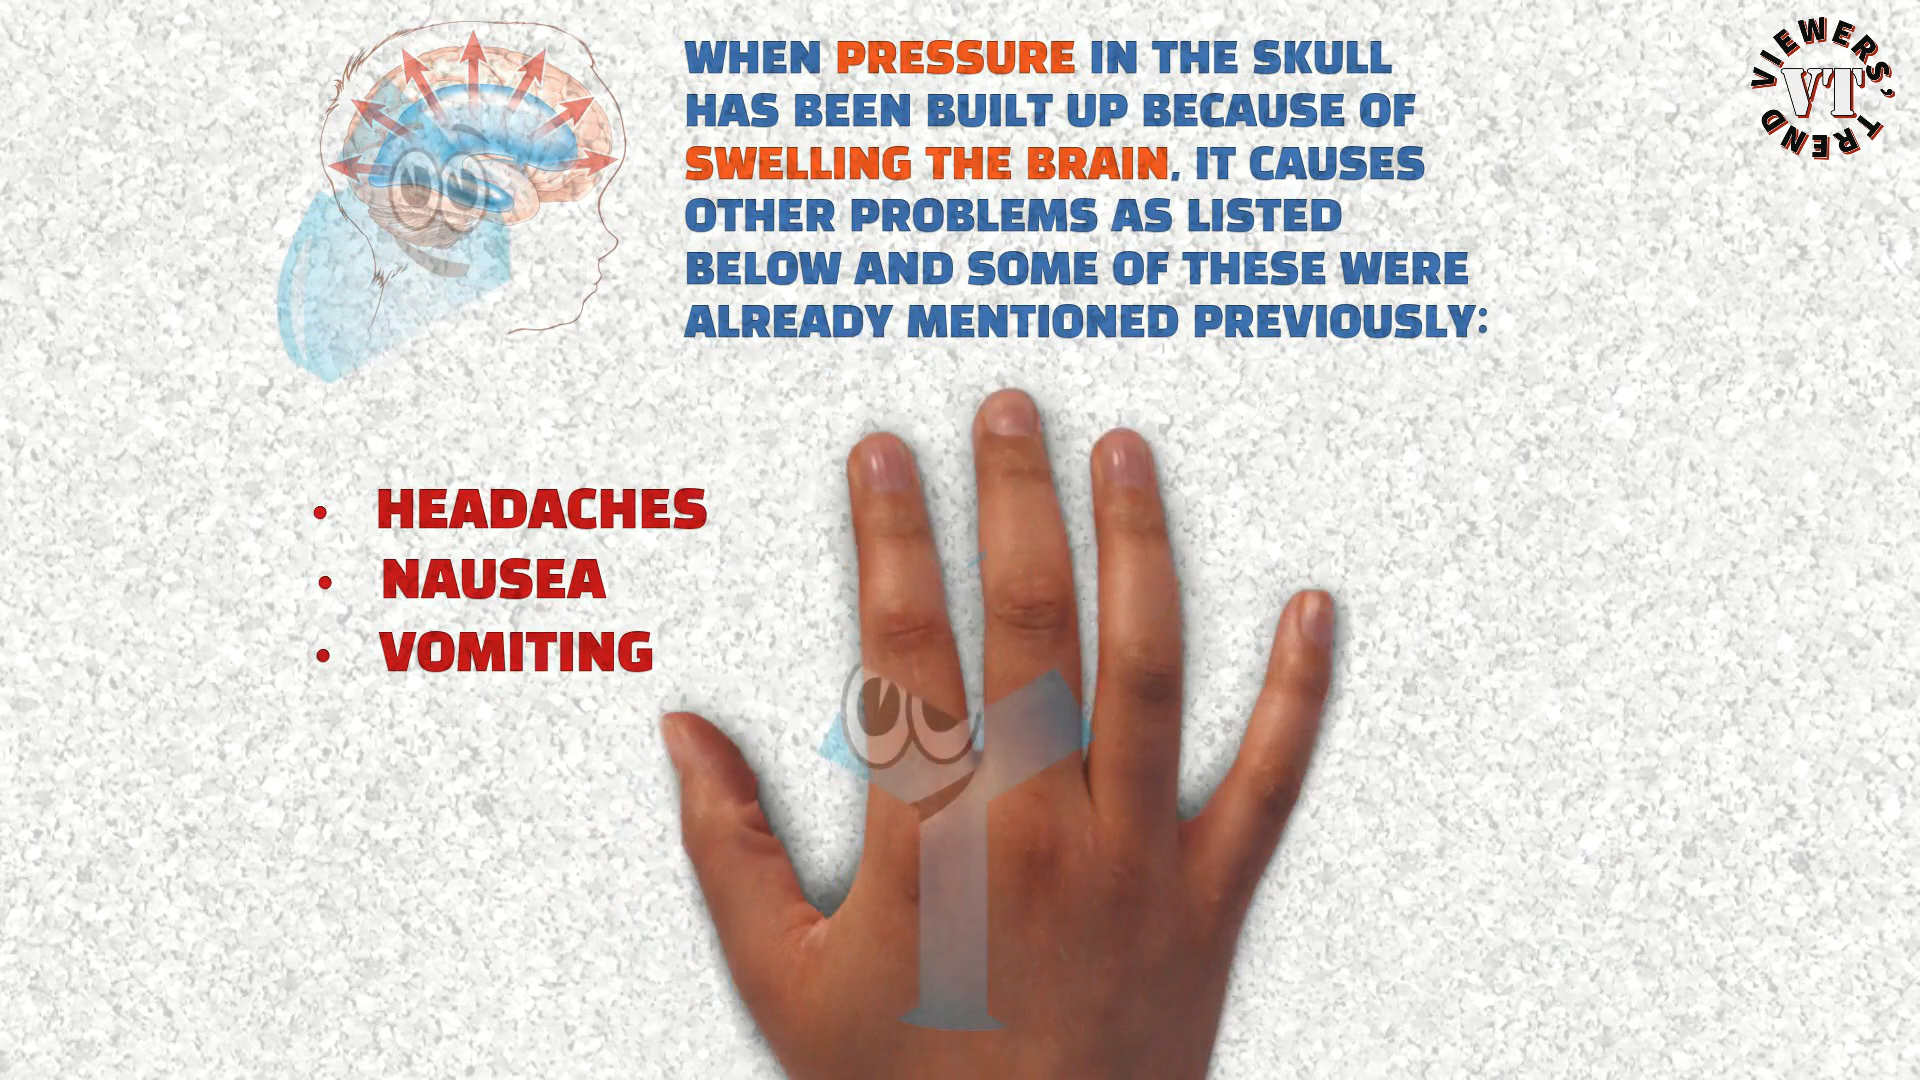 WHEN PRESSURE IN THE SKULL
HAS BEEN BUILT UP BECAUSE OF
SWELLING THE BRAIN, IT CAUSES
OTHER PROBLEMS AS LISTED
BELOW AND SOME OF THESE WERE
ALREADY MENTIONED PREVIOUSLY:
VIEWERS' TREND
VT
• HEADACHES
• NAUSEA
• VOMITING